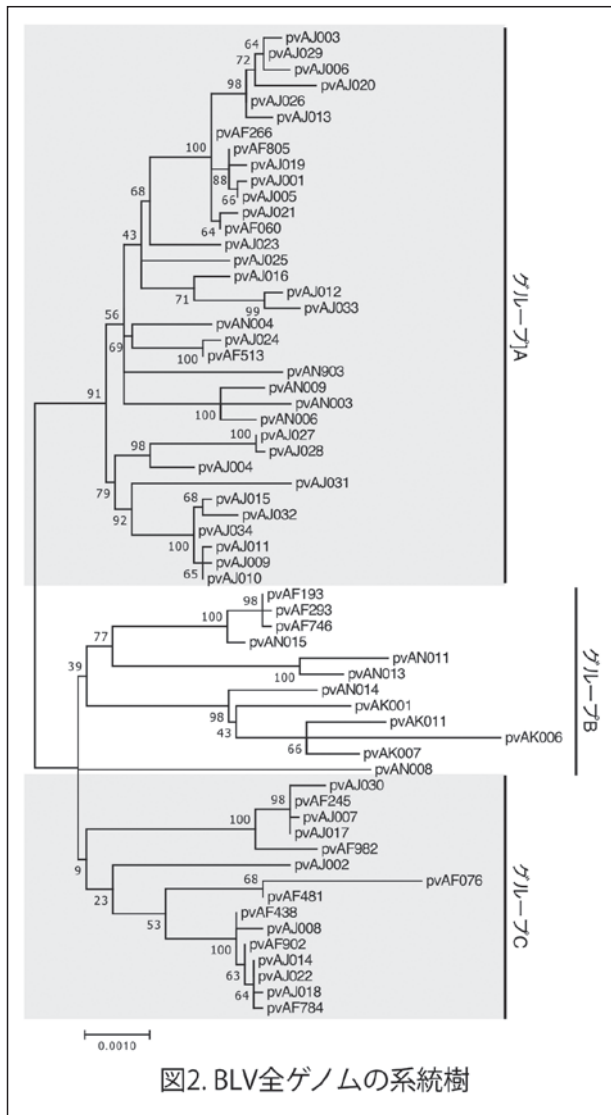 pvAJ003
64
pvAJ029
72
pvAJ006
98
pvAJ020
pvAJ026
pvAJ013
pvAF266
100
pvAF805
pvAJ019
88
pvAJ001
66
pvAJ005
68
pvAJ021
64
pvAF060
pvAJ023
43
pvAJ025
pvAJ016
71
pvAJ012
99
pvAJ033
56
pvAN004
69
pvAJ024
100
pvAF513
pvAN903
91
pvAN009
pvAN003
100
pvAN006
100
pvAJ027
98
pvAJ028
pvAJ004
79
pvAJ031
92
68
pvAJ015
pvAJ032
pvAJ034
100
pvAJ011
pvAJ009
65
pvAJ010
グループA
pvAF193
98
pvAF293
100
pvAF746
77
pvAN015
pvAN011
39
100
pvAN013
pvAN014
98
pvAK001
43
pvAK011
pvAK006
66
pvAK007
pvAN008
グループB
pvAJ030
98
pvAF245
100
pvAJ007
pvAJ017
pvAF982
9
pvAJ002
23
68
pvAF076
53
pvAF481
pvAF438
pvAJ008
100
pvAF902
pvAJ014
63
pvAJ022
64
pvAJ018
pvAF784
グループC
0.0010
図2. BLV全ゲノムの系統樹